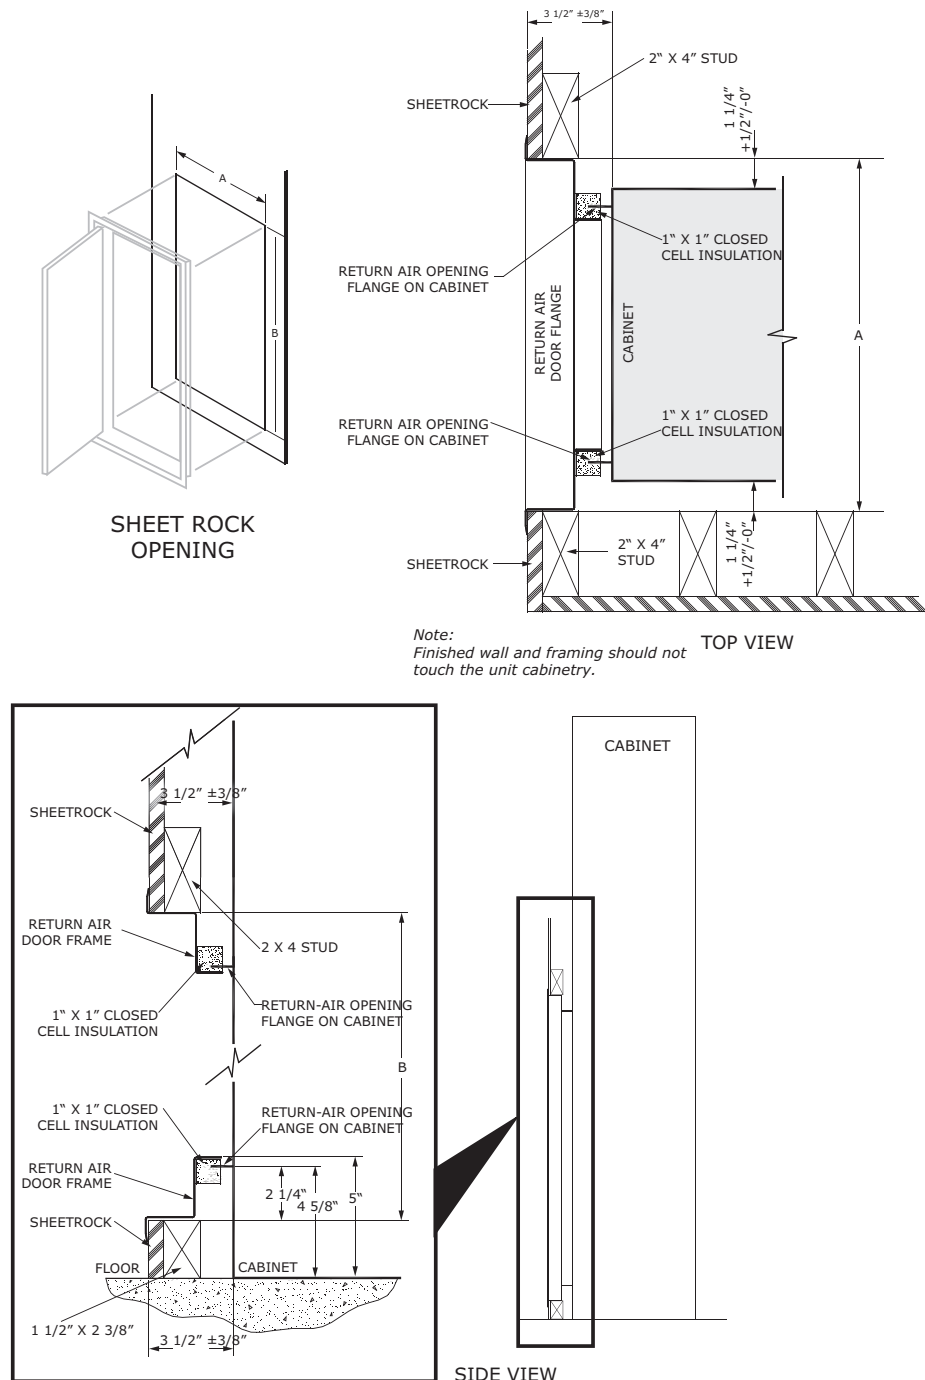 3 1/2” ±3/8”
2“ X 4” STUD
SHEETROCK
1 1/4”
+1/2”/-0”
A
B
1“ X 1” CLOSED
CELL INSULATION
RETURN AIR OPENING
FLANGE ON CABINET
RETURN AIR
DOOR FLANGE
CABINET
A
RETURN AIR OPENING
FLANGE ON CABINET
1“ X 1” CLOSED
CELL INSULATION
SHEET ROCK
OPENING
SHEETROCK
2“ X 4”
STUD
1 1/4”
+1/2”/-0”
Note:
Finished wall and framing should not
touch the unit cabinetry.
TOP VIEW
CABINET
3 1/2” ±3/8”
SHEETROCK
RETURN AIR
DOOR FRAME
2 X 4 STUD
1“ X 1” CLOSED
CELL INSULATION
RETURN-AIR OPENING
FLANGE ON CABINET
B
1“ X 1” CLOSED
CELL INSULATION
RETURN-AIR OPENING
FLANGE ON CABINET
RETURN AIR
DOOR FRAME
2 1/4“
4 5/8“
5“
SHEETROCK
FLOOR
CABINET
1 1/2” X 2 3/8”
3 1/2” ±3/8”
SIDE VIEW